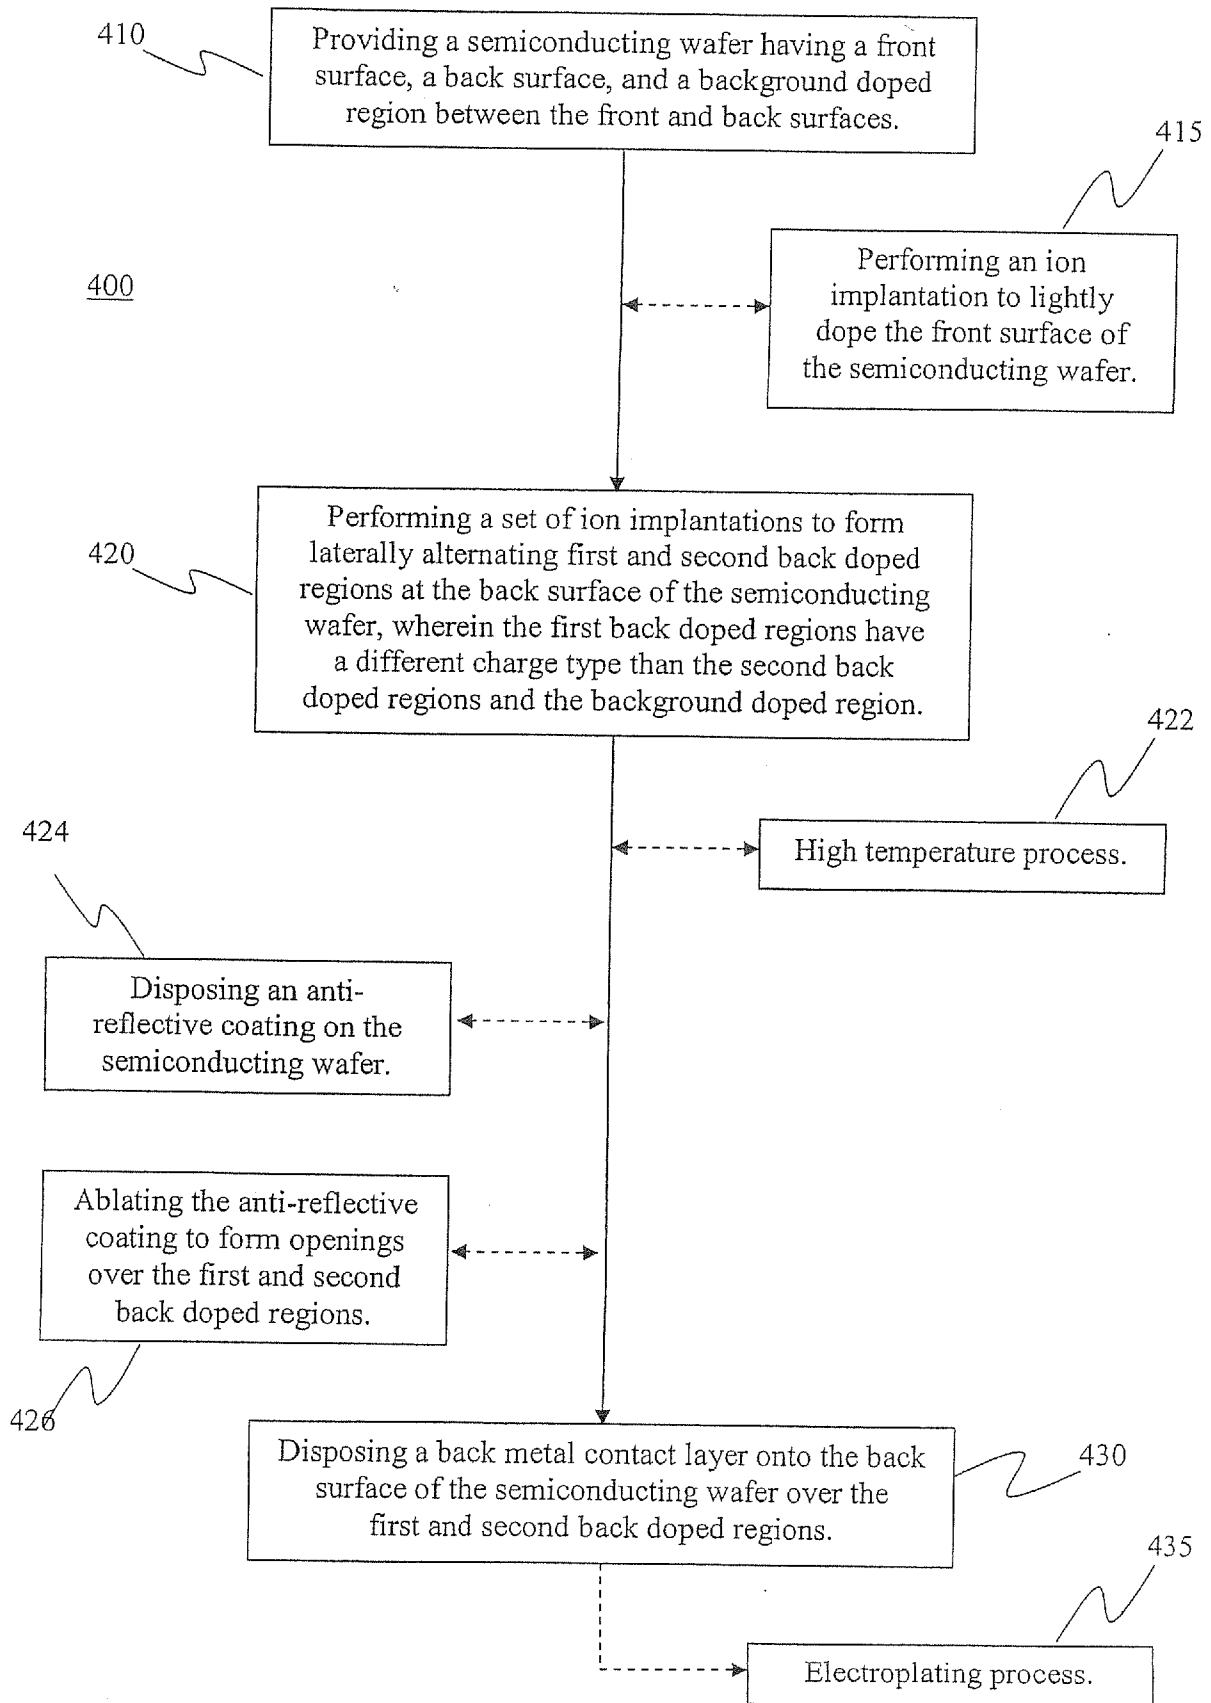 410
Providing a semiconducting wafer having a front
surface, a back surface, and a background doped
region between the front and back surfaces.
415
Performing an ion
implantation to lightly
dope the front surface of
the semiconducting wafer.
400
420
Performing a set of ion implantations to form
laterally alternating first and second back doped
regions at the back surface of the semiconducting
wafer, wherein the first back doped regions have
a different charge type than the second back
doped regions and the background doped region.
422
High temperature process.
424
Disposing an anti-
reflective coating on the
semiconducting wafer.
Ablating the anti-reflective
coating to form openings
over the first and second
back doped regions.
426
Disposing a back metal contact layer onto the back
surface of the semiconducting wafer over the
first and second back doped regions.
430
435
Electroplating process.